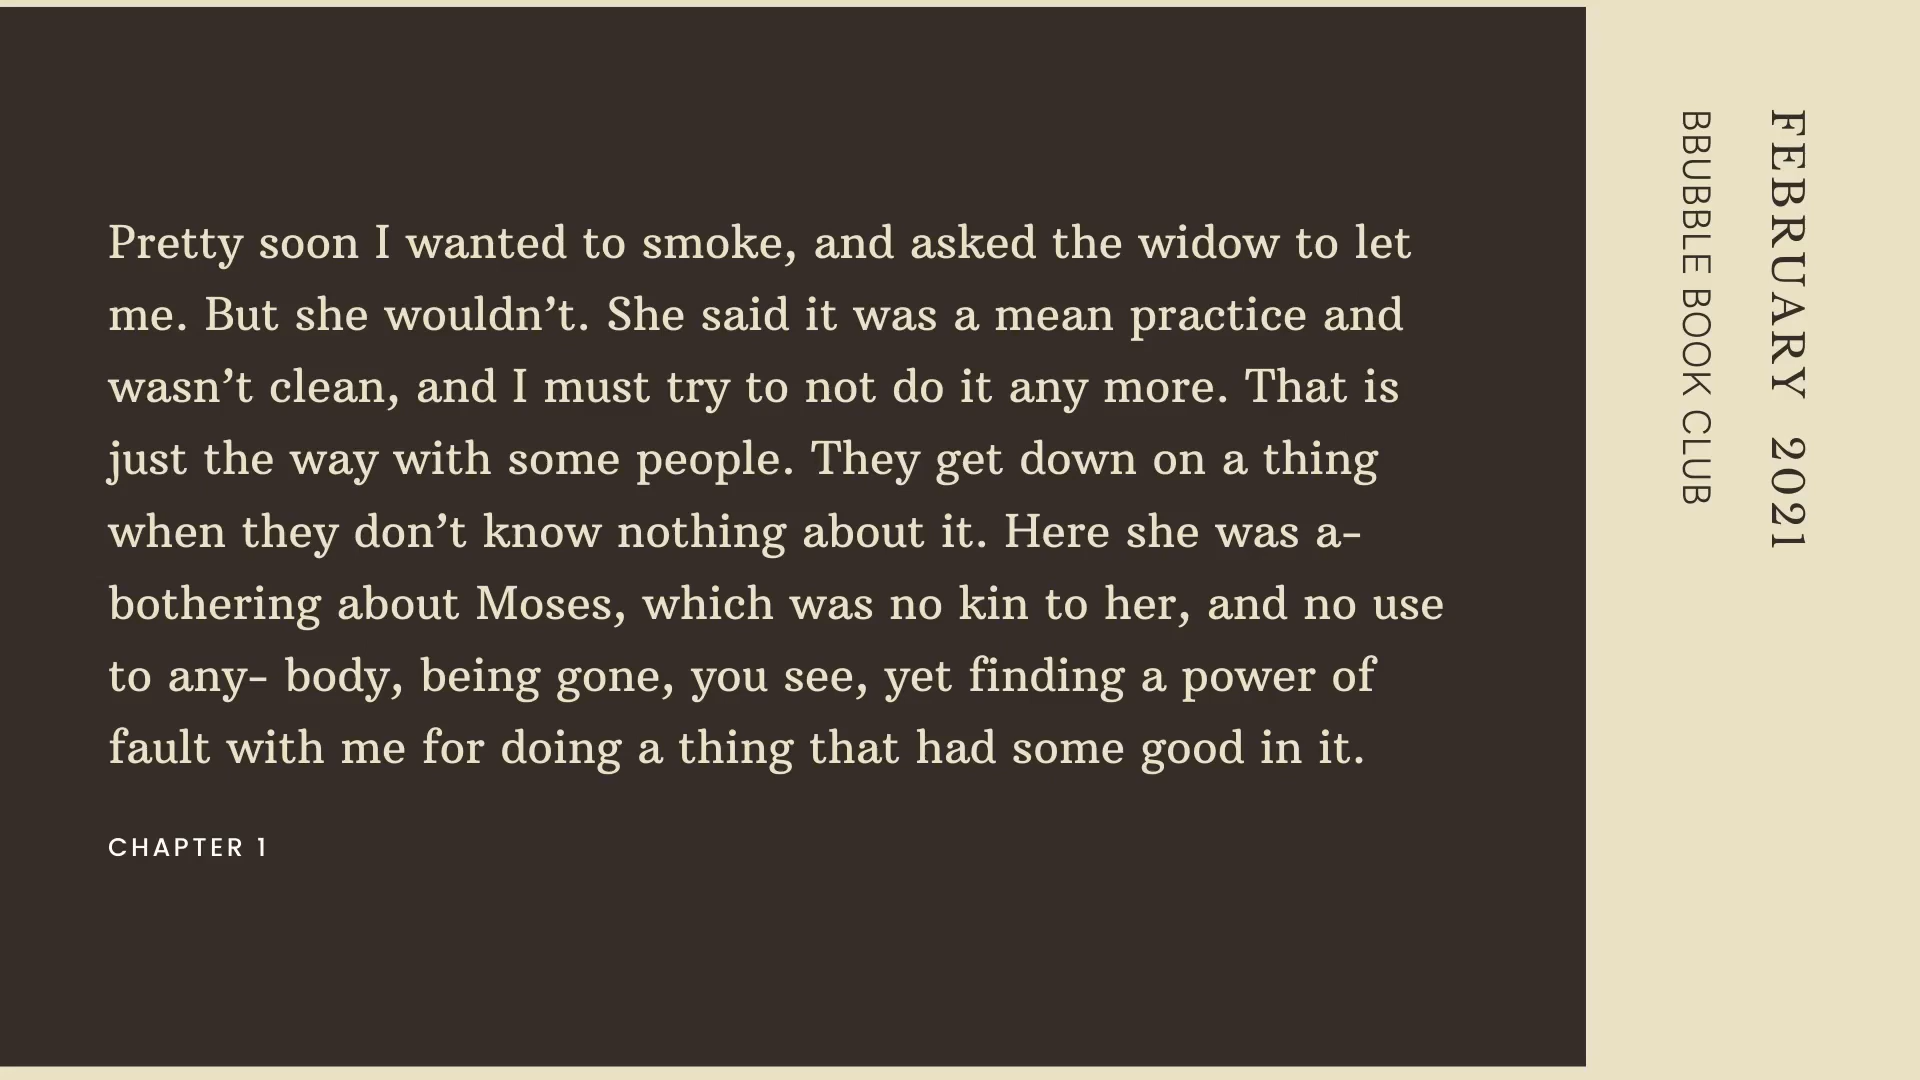 Pretty soon I wanted to smoke, and asked the widow to let
me. But she wouldn’t. She said it was a mean practice and
wasn’t clean, and I must try to not do it any more. That is
just the way with some people. They get down on a thing
when they don’t know nothing about it. Here she was a-
bothering about Moses, which was no kin to her, and no use
to any- body, being gone, you see, yet finding a power of
fault with me for doing a thing that had some good in it.
CHAPTER 1
FEBRUARY 2021
BBUBBLE BOOK CLUB